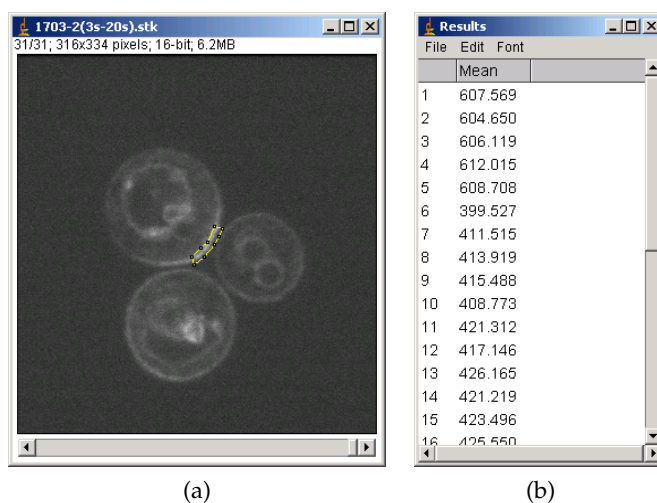 1703-2(3s-20s).stk
31/31; 316x334 pixels; 16-bit; 6.2MB
Results
File Edit Font
Mean
1 607.569
2 604.650
3 606.119
4 612.015
5 608.708
6 399.527
7 411.515
8 413.919
9 415.488
10 408.773
11 421.312
12 417.146
13 426.165
14 421.219
15 423.496
16 425.550
(a) (b)